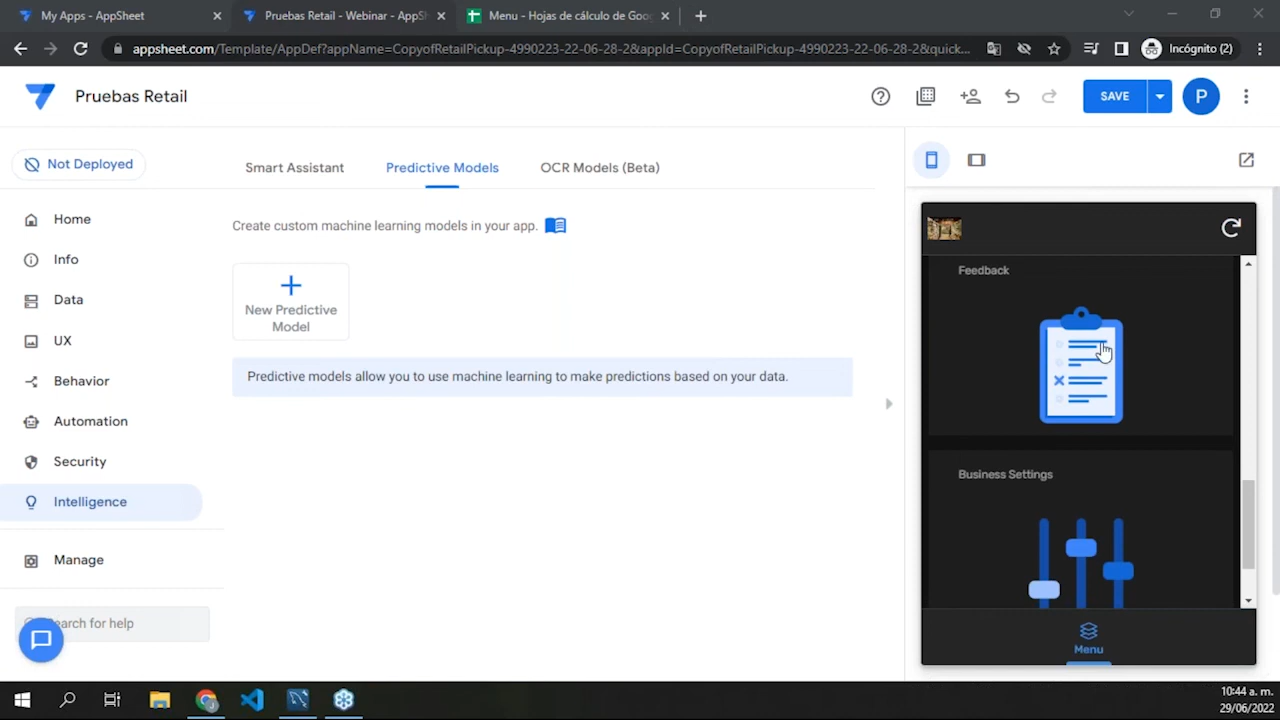 My Apps - AppSheet
Pruebas Retail - Webinar - AppSh
Menu - Hojas de cálculo de Goo
appsheet.com/Template/AppDef?appName=CopyofRetailPickup-4990223-22-06-28-2&appId=CopyofRetailPickup-4990223-22-06-28-2&quick...
Incógnito (2)
Pruebas Retail
SAVE
P
Not Deployed
Smart Assistant
Predictive Models
OCR Models (Beta)
Home
Info
Data
UX
Behavior
Automation
Security
Intelligence
Manage
earch for help
Create custom machine learning models in your app.
New Predictive
Model
Predictive models allow you to use machine learning to make predictions based on your data.
Feedback
Business Settings
Menu
10:44 a. m.
29/06/2022